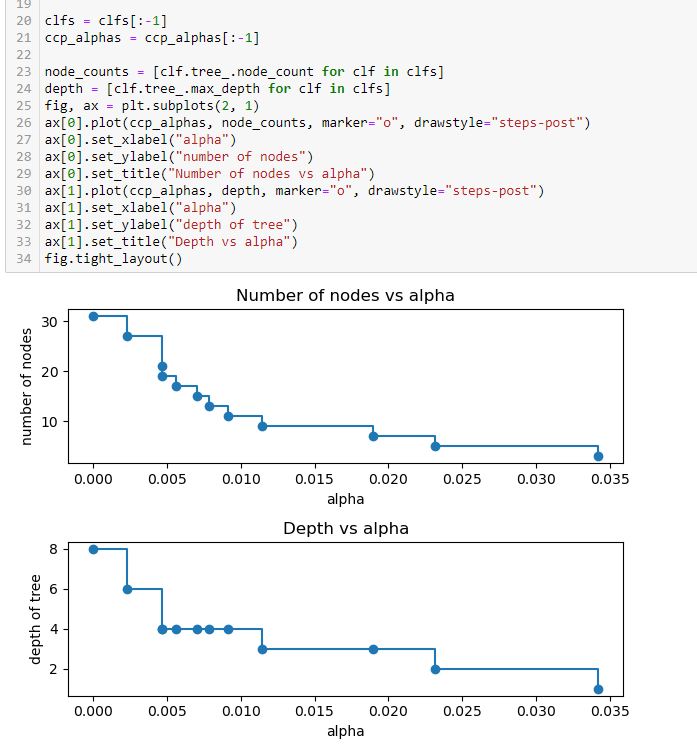 19
20 clfs = clfs[:-1]
21 ccp_alphas = ccp_alphas[:-1]
22
23 node_counts = [clf.tree_.node_count for clf in clfs]
24 depth = [clf.tree_.max_depth for clf in clfs]
25 fig, ax = plt.subplots(2, 1)
26 ax[0].plot(ccp_alphas, node_counts, marker="o", drawstyle="steps-post")
27 ax[0].set_xlabel("alpha")
28 ax[0].set_ylabel("number of nodes")
29 ax[0].set_title("Number of nodes vs alpha")
30 ax[1].plot(ccp_alphas, depth, marker="o", drawstyle="steps-post")
31 ax[1].set_xlabel("alpha")
32 ax[1].set_ylabel("depth of tree")
33 ax[1].set_title("Depth vs alpha")
34 fig.tight_layout()
Number of nodes vs alpha
number of nodes
30
20
10
0.000 0.005 0.010 0.015 0.020 0.025 0.030 0.035
alpha
Depth vs alpha
depth of tree
8
6
4
2
0.000 0.005 0.010 0.015 0.020 0.025 0.030 0.035
alpha